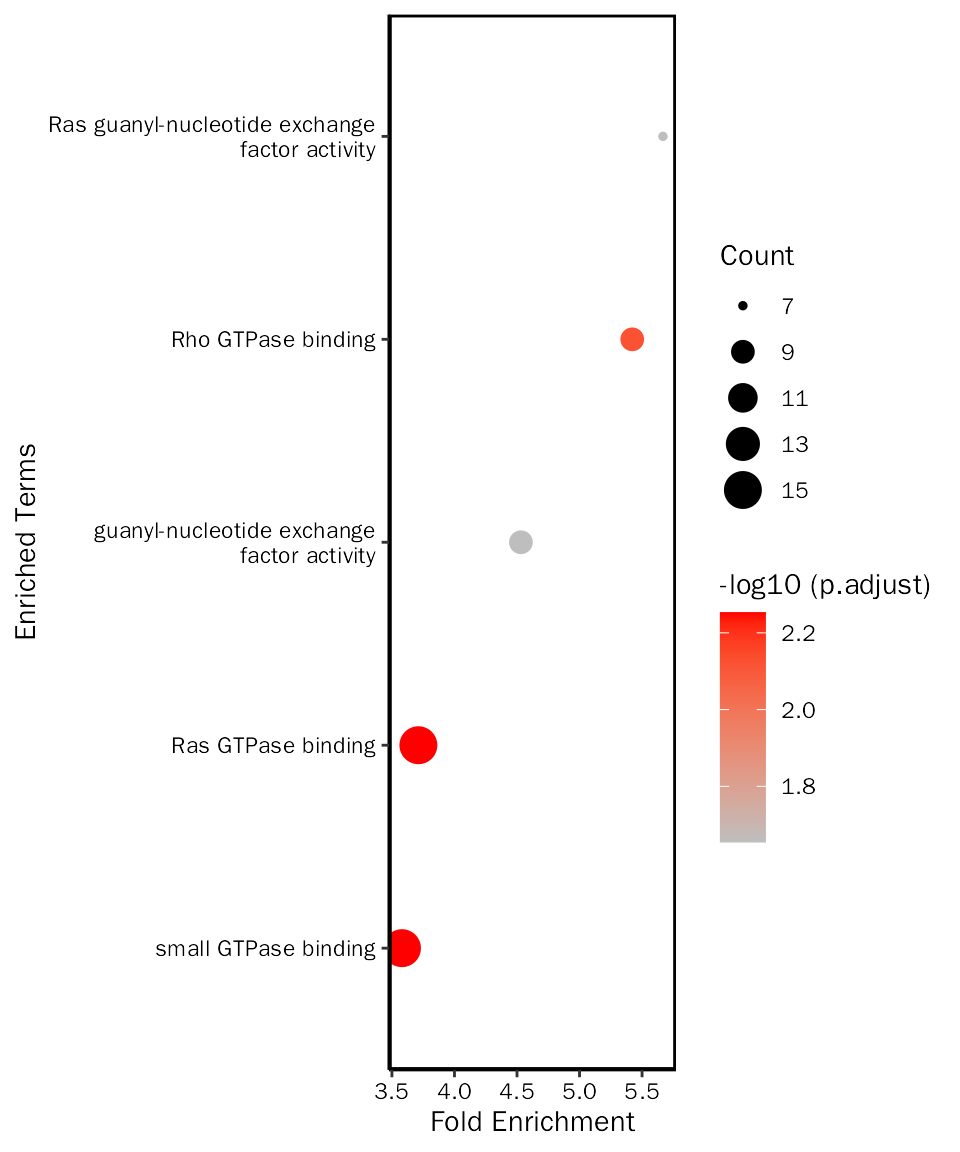 Ras guanyl-nucleotide exchange
factor activity
Rho GTPase binding
guanyl-nucleotide exchange
factor activity
Ras GTPase binding
small GTPase binding
Enriched Terms
3.5 4.0 4.5 5.0 5.5
Fold Enrichment
Count
7
9
11
13
15
-log10 (p.adjust)
2.2
2.0
1.8